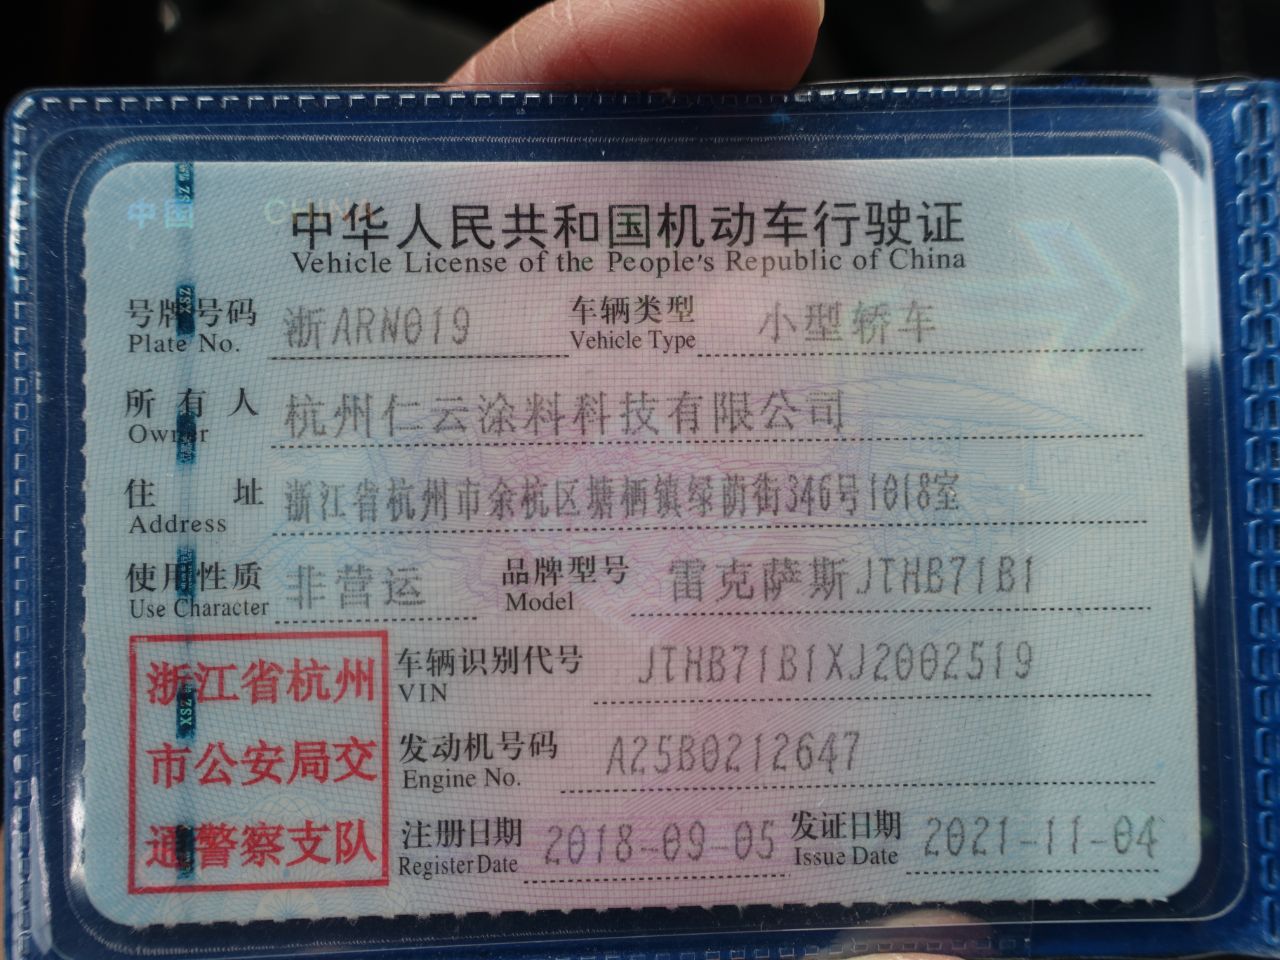 中国 CHINA
中华人民共和国机动车行驶证
Vehicle License of the People's Republic of China
号牌号码 浙ARN019 车辆类型 小型轿车
Plate No. Vehicle Type
所有人 杭州仁云涂料科技有限公司
Owner
住址 浙江省杭州市余杭区塘栖镇绿荫街346号1018室
Address
使用性质 非营运 品牌型号 雷克萨斯JTHB71B1
Use Character Model
浙江省杭州
市公安局交
通警察支队
车辆识别代号 JTHB71B1XJ2002519
VIN
发动机号码 A25B0212647
Engine No.
注册日期 2018-09-05 发证日期 2021-11-04
Register Date Issue Date
XSZ
XSZ